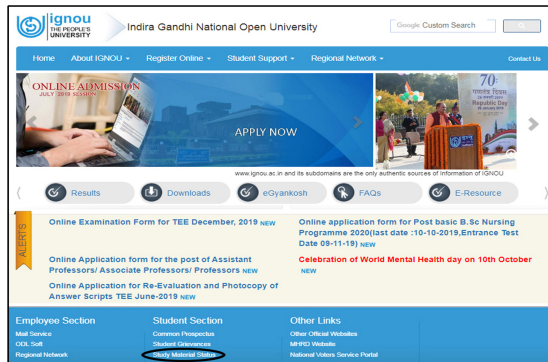 ignou
THE PEOPLE'S
UNIVERSITY
Indira Gandhi National Open University
Google Custom Search
Home About IGNOU Register Online Student Support Regional Network Contact Us
ONLINE ADMISSION
JULY 2019 SESSION
APPLY NOW
70
गणतंत्र दिवस
Republic Day
www.ignou.ac.in and its subdomains are the only authentic sources of Information of IGNOU
Results Downloads eGyankosh FAQs E-Resource
ALERTS
Online Examination Form for TEE December, 2019 NEW
Online Application form for the post of Assistant
Professors/ Associate Professors/ Professors NEW
Online Application for Re-Evaluation and Photocopy of
Answer Scripts TEE June-2019 NEW
Online application form for Post basic B.Sc Nursing
Programme 2020(last date :10-10-2019,Entrance Test
Date 09-11-19) NEW
Celebration of World Mental Health day on 10th October
NEW
Employee Section
Mail Service
ODL Soft
Regional Network
Student Section
Common Prospectus
Student Grievances
Study Material Status
Other Links
Other Official Websites
MHRD Website
National Voters Service Portal